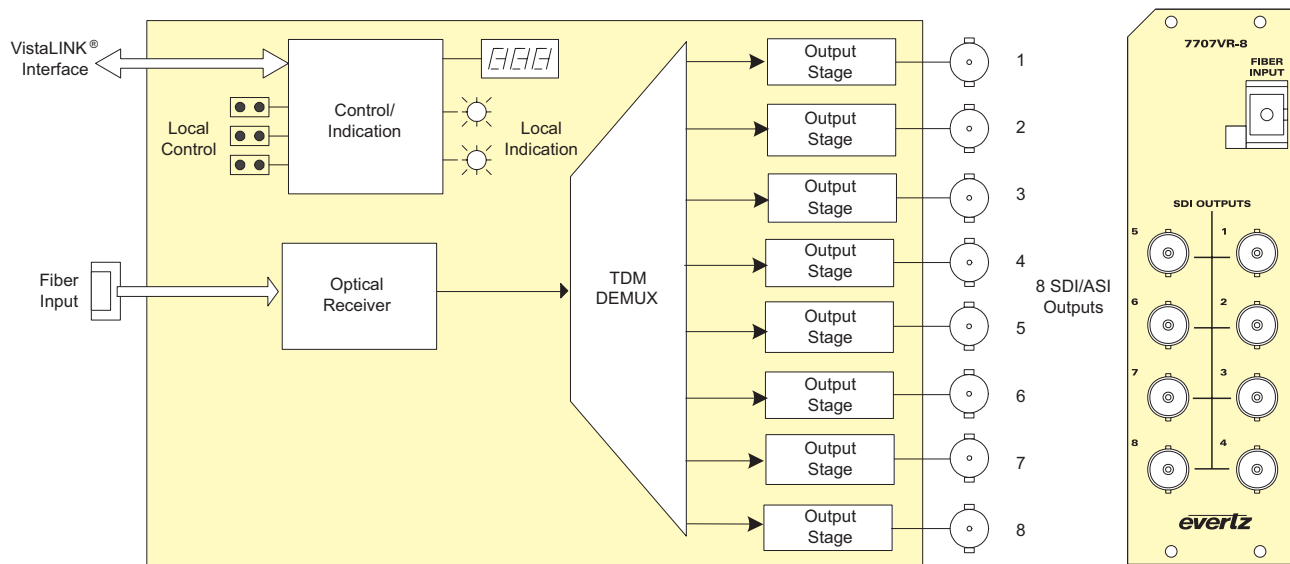 VistaLINK®
Interface
Local
Control
Control/
Indication
Local
Indication
Fiber
Input
Optical
Receiver
TDM
DEMUX
Output
Stage
1
Output
Stage
2
Output
Stage
3
Output
Stage
4
Output
Stage
5
Output
Stage
6
Output
Stage
7
Output
Stage
8
8 SDI/ASI
Outputs
7707VR-8
FIBER
INPUT
SDI OUTPUTS
5 1
6 2
7 3
8 4
evertz